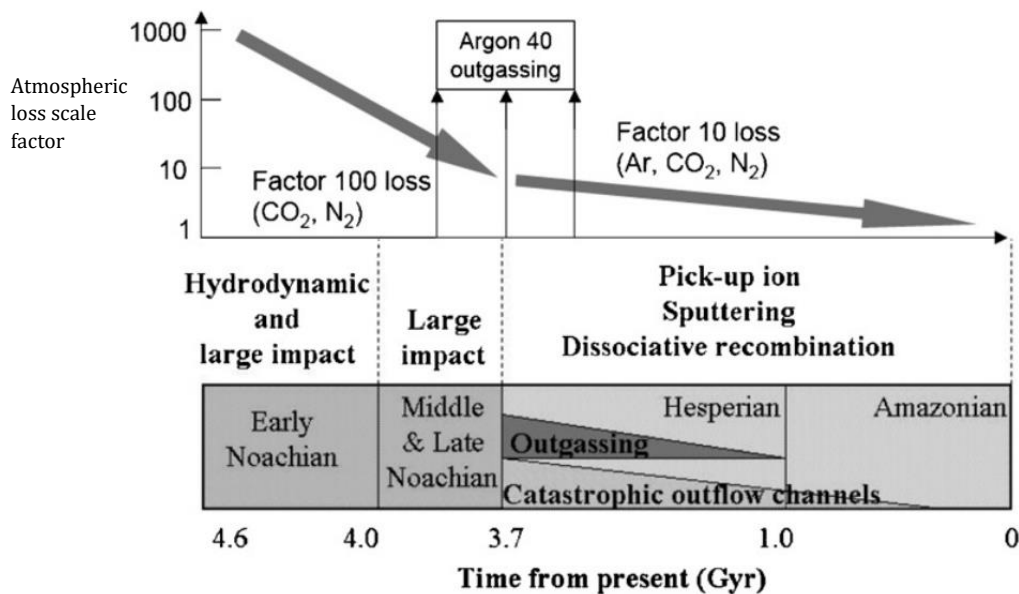 1000
100
10
1
Atmospheric
loss scale
factor
Argon 40
outgassing
Factor 100 loss
(CO₂, N₂)
Factor 10 loss
(Ar, CO₂, N₂)
Hydrodynamic
and
large impact
Large
impact
Pick-up ion
Sputtering
Dissociative recombination
Early
Noachian
Middle
& Late
Noachian
Hesperian
Amazonian
Outgassing
Catastrophic outflow channels
4.6 4.0 3.7 1.0 0
Time from present (Gyr)